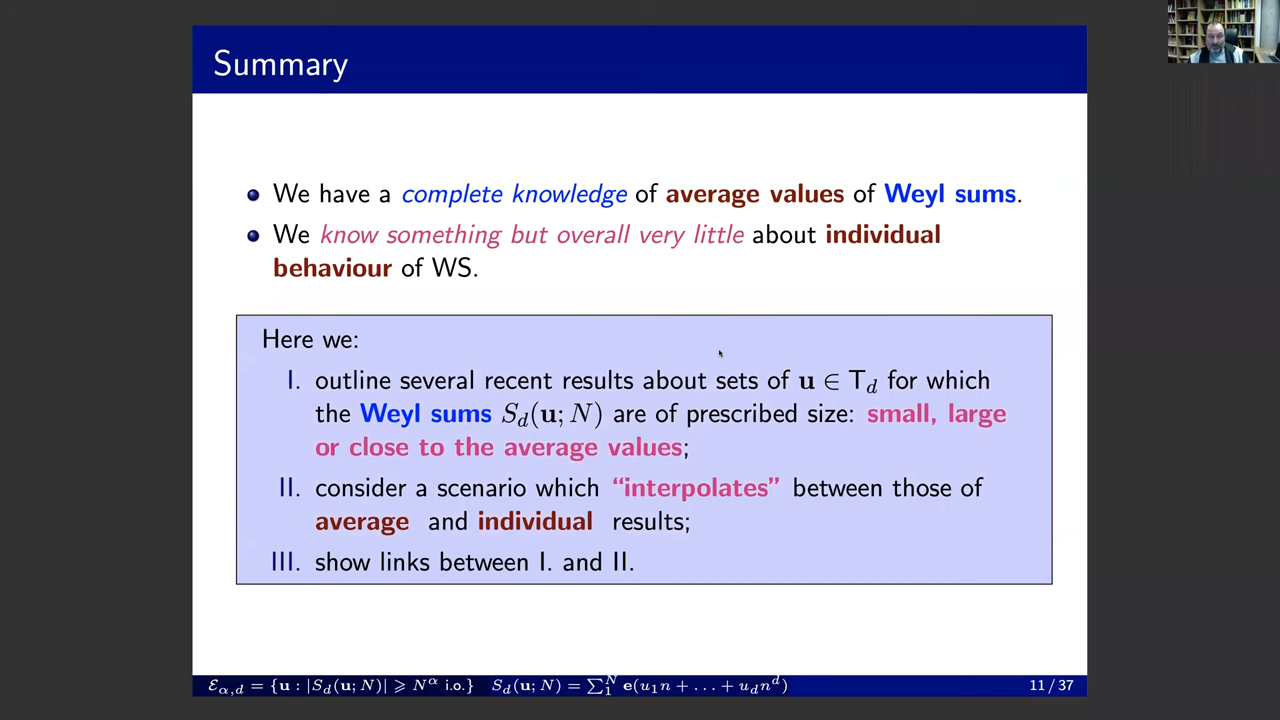 Summary
We have a complete knowledge of average values of Weyl sums.
We know something but overall very little about individual
behaviour of WS.
Here we:
I. outline several recent results about sets of u ∈ T_d for which
the Weyl sums S_d(u; N) are of prescribed size: small, large
or close to the average values;
II. consider a scenario which “interpolates” between those of
average and individual results;
III. show links between I. and II.
ℰ_{α,d} = {u : |S_d(u; N)| ⩾ N^α i.o.} S_d(u; N) = ∑_1^N e(u_1n + … + u_dn^d) 11 / 37